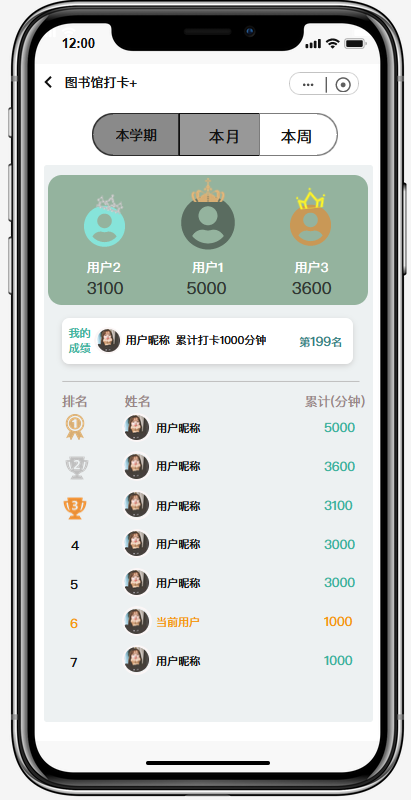 12:00
图书馆打卡+
本学期 本月 本周
用户2 用户1 用户3
3100 5000 3600
我的成绩 用户昵称 累计打卡1000分钟 第199名
排名 姓名 累计(分钟)
1 用户昵称 5000
2 用户昵称 3600
3 用户昵称 3100
4 用户昵称 3000
5 用户昵称 3000
6 当前用户 1000
7 用户昵称 1000